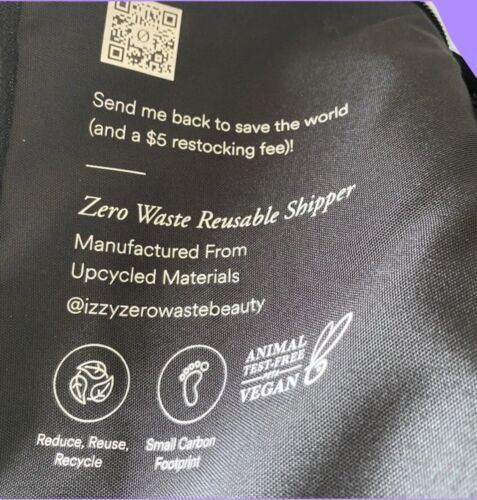 Send me back to save the world
(and a $5 restocking fee)!
Zero Waste Reusable Shipper
Manufactured From
Upcycled Materials
@izzyzerowastebeauty
ANIMAL
TEST-FREE
PETA
VEGAN
Reduce, Reuse,
Recycle
Small Carbon
Footprint